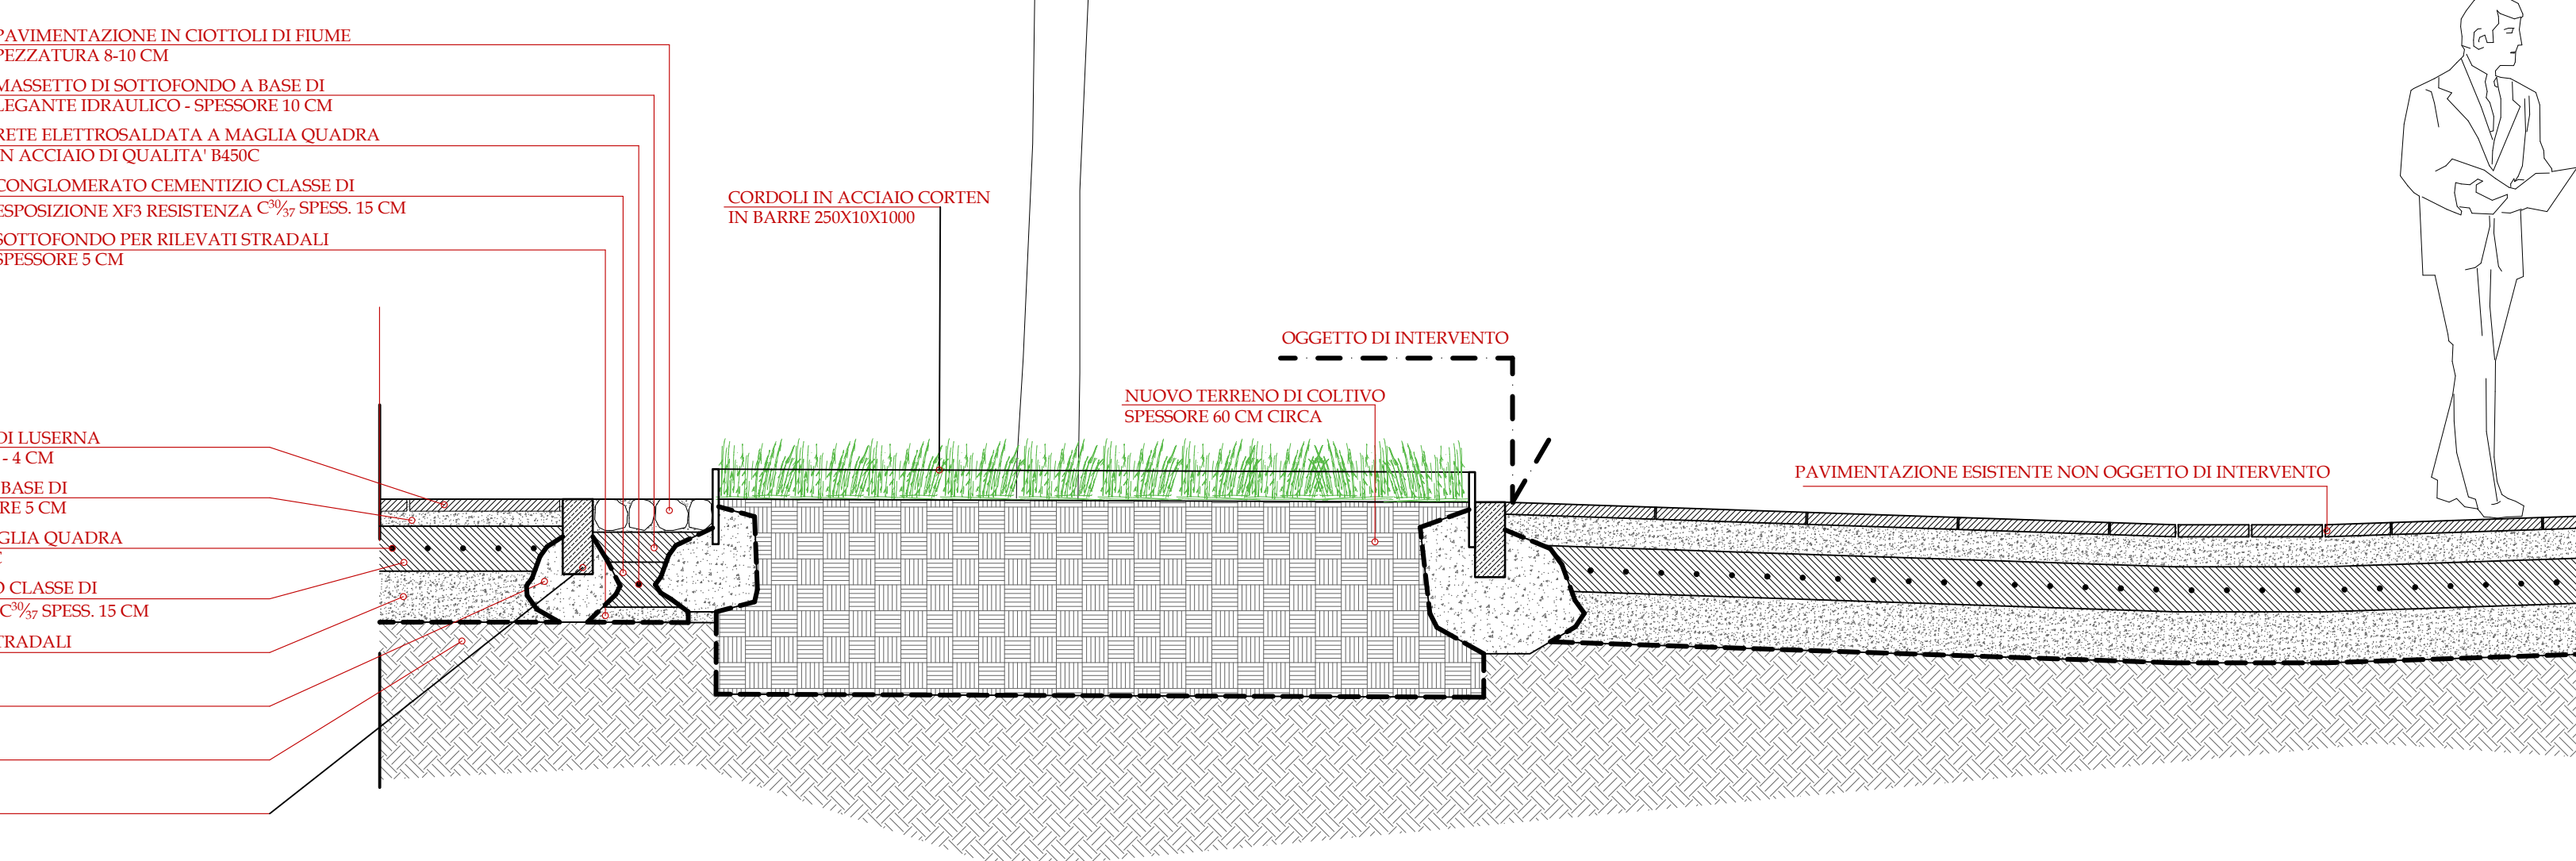 PAVIMENTAZIONE IN CIOTTOLI DI FIUME
PEZZATURA 8-10 CM
MASSETTO DI SOTTOFONDO A BASE DI
LEGANTE IDRAULICO - SPESSORE 10 CM
RETE ELETTROSALDATA A MAGLIA QUADRA
IN ACCIAIO DI QUALITA' B450C
CONGLOMERATO CEMENTIZIO CLASSE DI
ESPOSIZIONE XF3 RESISTENZA C30/37 SPESS. 15 CM
SOTTOFONDO PER RILEVATI STRADALI
SPESSORE 5 CM
CORDOLI IN ACCIAIO CORTEN
IN BARRE 250X10X1000
OGGETTO DI INTERVENTO
NUOVO TERRENO DI COLTIVO
SPESSORE 60 CM CIRCA
PAVIMENTAZIONE ESISTENTE NON OGGETTO DI INTERVENTO
DI LUSERNA
- 4 CM
BASE DI
RE 5 CM
GLIA QUADRA
O CLASSE DI
C30/37 SPESS. 15 CM
TRADALI